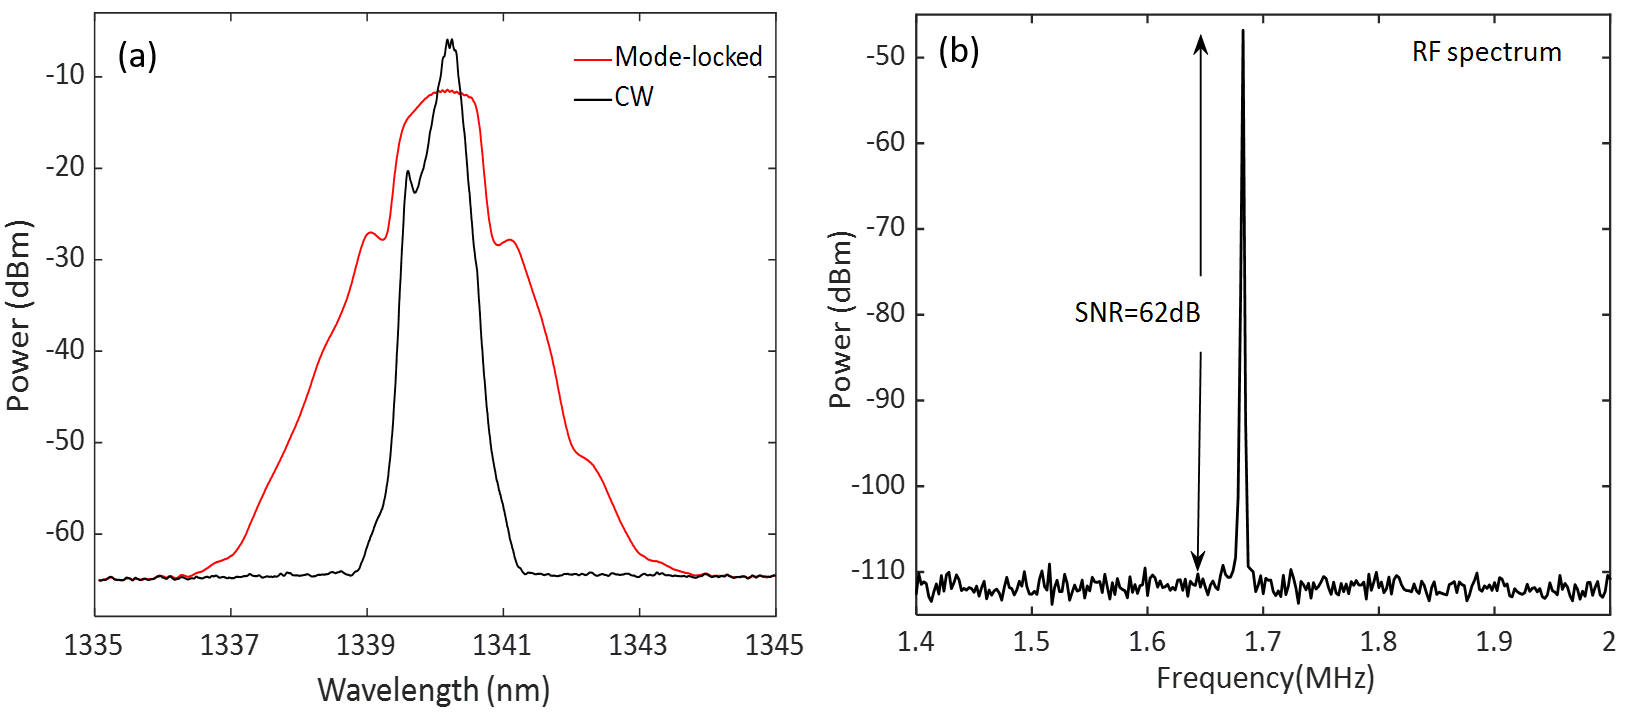 (a)
Mode-locked
CW
Power (dBm)
-10
-20
-30
-40
-50
-60
1335
1337
1339
1341
1343
1345
Wavelength (nm)
(b)
RF spectrum
SNR=62dB
Power (dBm)
-50
-60
-70
-80
-90
-100
-110
1.4
1.5
1.6
1.7
1.8
1.9
2
Frequency(MHz)